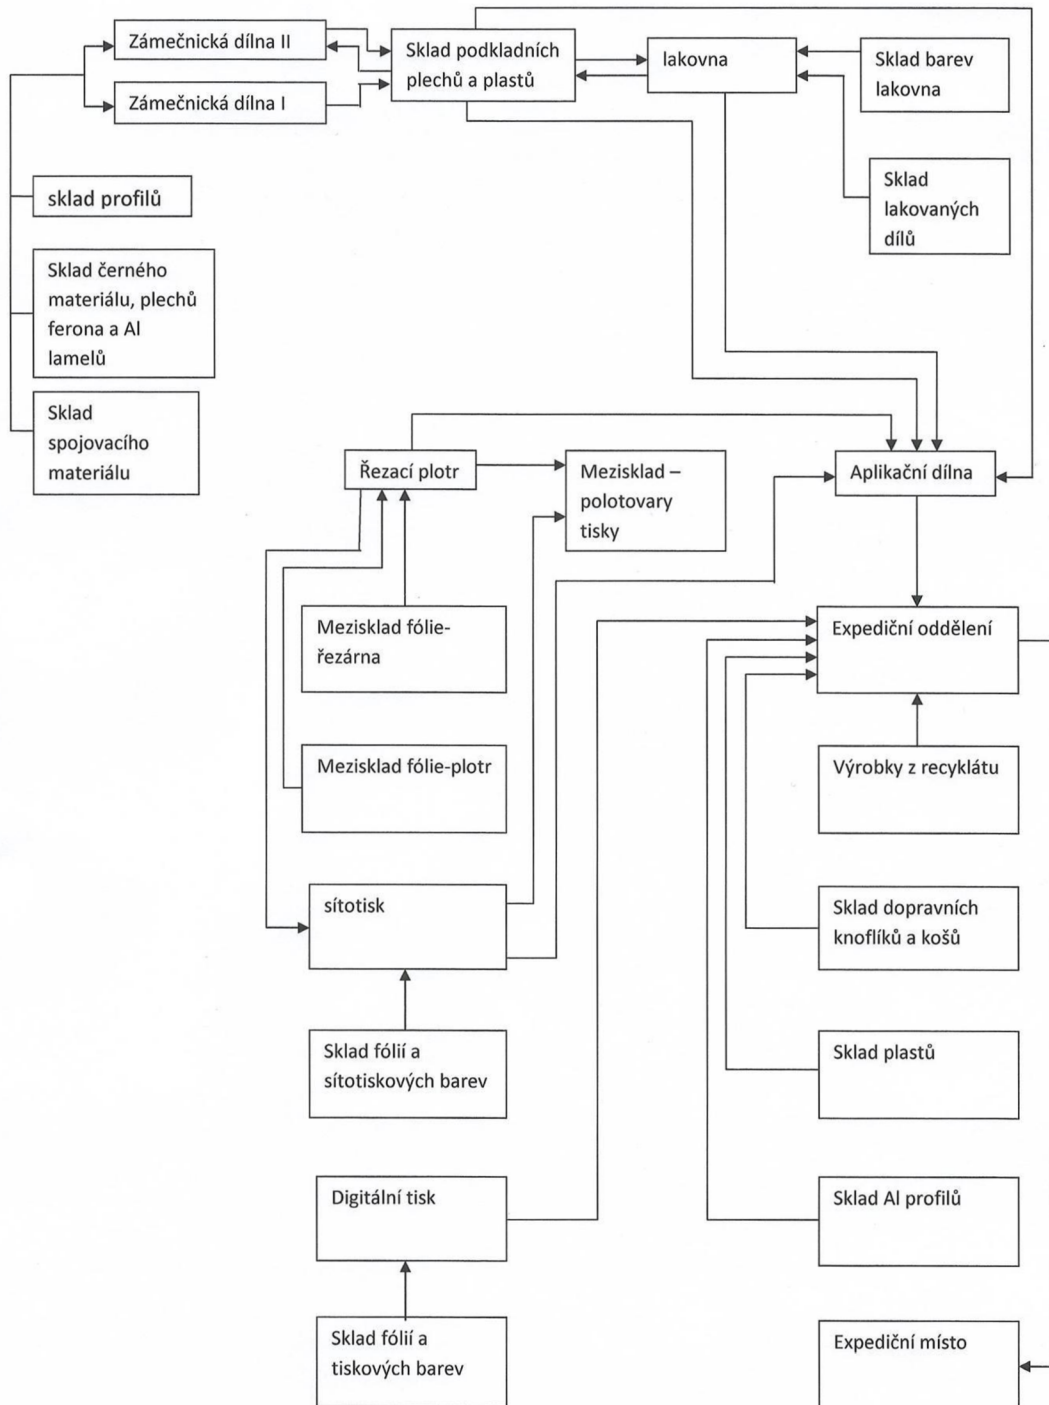 Zámečnická dílna II
Sklad podkladních
plechů a plastů
lakovna
Sklad barev
lakovna
Zámečnická dílna I
sklad profilů
Sklad
lakovaných
dílů
Sklad černého
materiálu, plechů
ferona a Al
lamelů
Sklad
spojovacího
materiálu
Řezací plotr
Mezisklad –
polotovary
tisky
Aplikační dílna
Mezisklad fólie-
řezárna
Expediční oddělení
Mezisklad fólie-plotr
Výrobky z recyklátu
sítotisk
Sklad dopravních
knoflíků a košů
Sklad fólií a
sítotiskových barev
Sklad plastů
Digitální tisk
Sklad Al profilů
Sklad fólií a
tiskových barev
Expediční místo